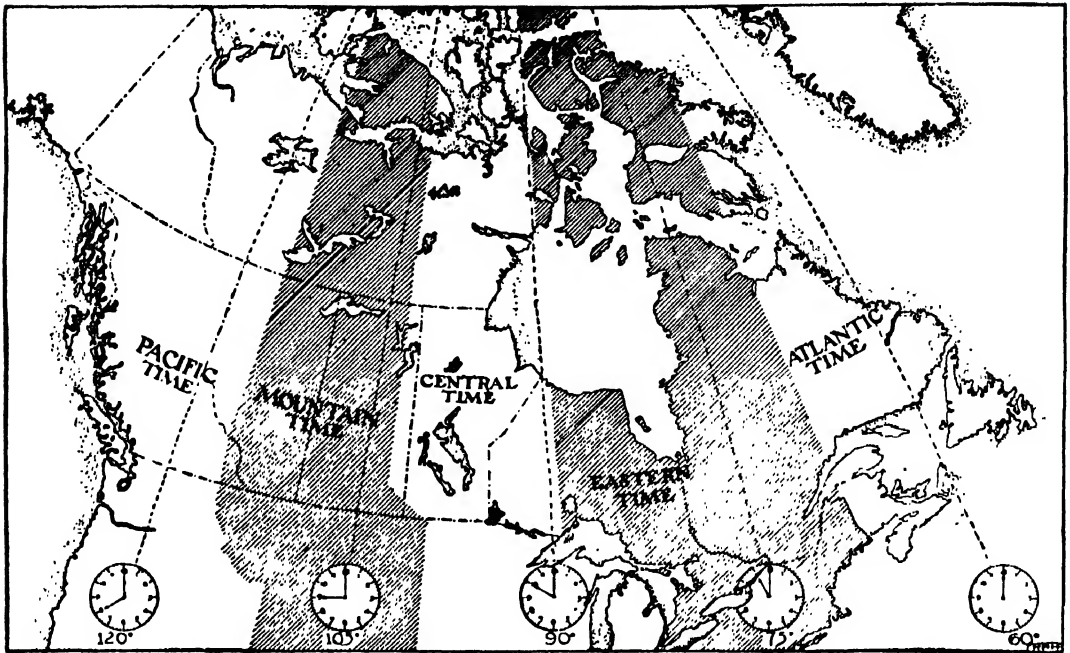 PACIFIC
TIME
MOUNTAIN
TIME
CENTRAL
TIME
EASTERN
TIME
ATLANTIC
TIME
120°
105°
90°
75°
60°